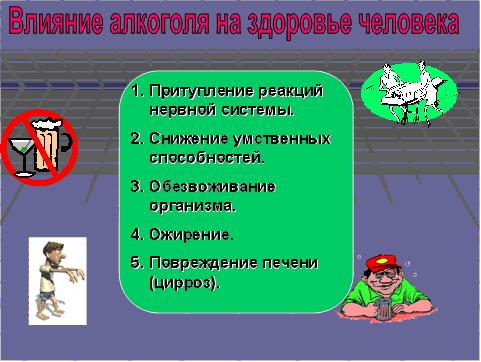 Влияние алкоголя на здоровье человека
1. Притупление реакций
нервной системы.
2. Снижение умственных
способностей.
3. Обезвоживание
организма.
4. Ожирение.
5. Повреждение печени
(цирроз).